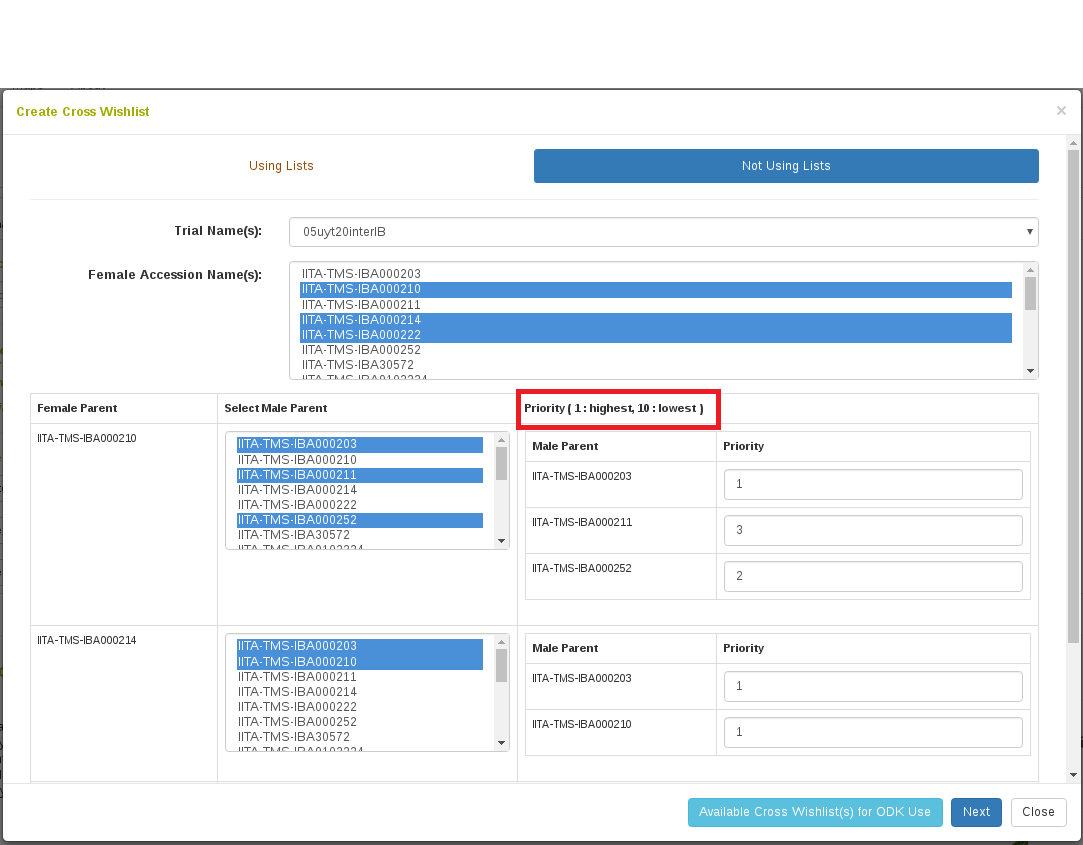 Create Cross Wishlist
×
Using Lists
Not Using Lists
Trial Name(s):
05uyt20interIB
Female Accession Name(s):
IITA-TMS-IBA000203
IITA-TMS-IBA000210
IITA-TMS-IBA000211
IITA-TMS-IBA000214
IITA-TMS-IBA000222
IITA-TMS-IBA000252
IITA-TMS-IBA30572
Female Parent
Select Male Parent
Priority ( 1 : highest, 10 : lowest )
IITA-TMS-IBA000210
IITA-TMS-IBA000203
IITA-TMS-IBA000210
IITA-TMS-IBA000211
IITA-TMS-IBA000214
IITA-TMS-IBA000222
IITA-TMS-IBA000252
IITA-TMS-IBA30572
Male Parent
Priority
IITA-TMS-IBA000203
1
IITA-TMS-IBA000211
3
IITA-TMS-IBA000252
2
IITA-TMS-IBA000214
IITA-TMS-IBA000203
IITA-TMS-IBA000210
IITA-TMS-IBA000211
IITA-TMS-IBA000214
IITA-TMS-IBA000222
IITA-TMS-IBA000252
IITA-TMS-IBA30572
Male Parent
Priority
IITA-TMS-IBA000203
1
IITA-TMS-IBA000210
1
Available Cross Wishlist(s) for ODK Use
Next
Close